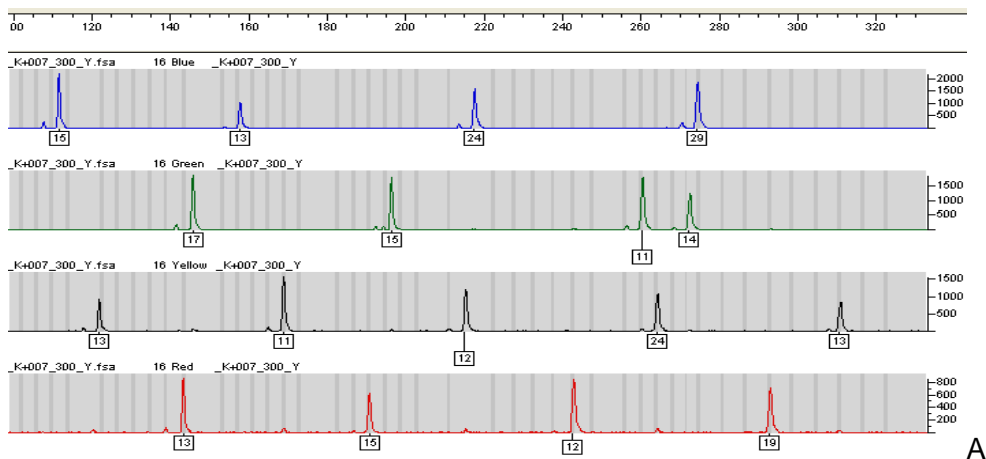 00 120 140 160 180 200 220 240 260 280 300 320
_K+007_300_Y.fsa 16 Blue _K+007_300_Y
2000
1500
1000
500
15 13 24 29
_K+007_300_Y.fsa 16 Green _K+007_300_Y
1500
1000
500
17 15 11 14
_K+007_300_Y.fsa 16 Yellow _K+007_300_Y
1500
1000
500
13 11 12 24 13
_K+007_300_Y.fsa 16 Red _K+007_300_Y
800
600
400
200
13 15 12 19
A